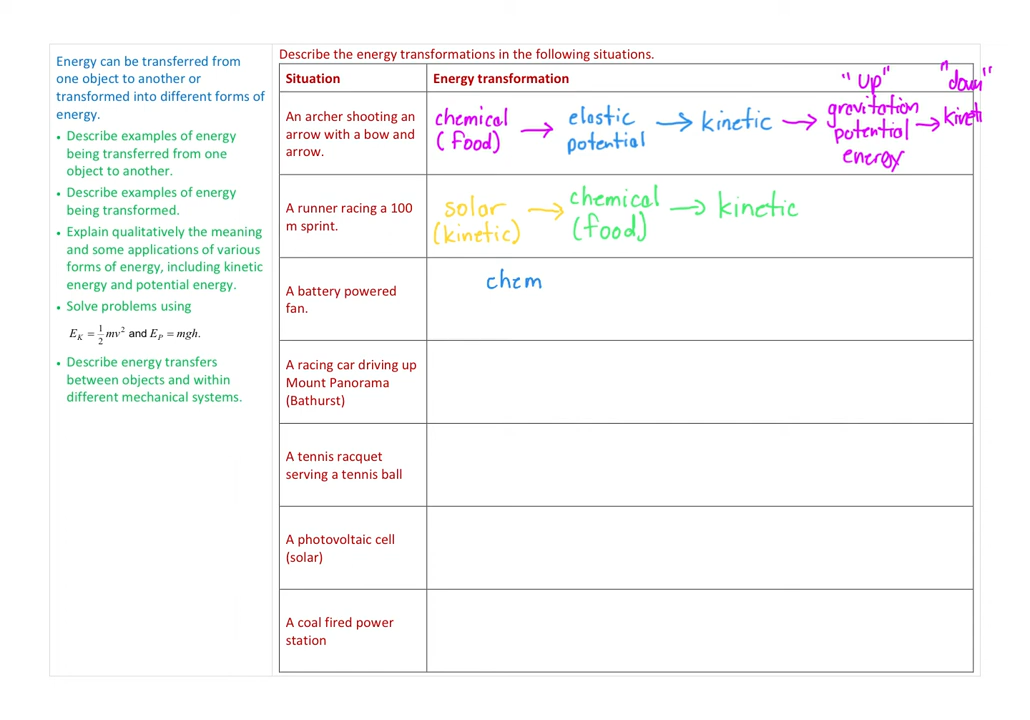 Energy can be transferred from
one object to another or
transformed into different forms of
energy.
• Describe examples of energy
being transferred from one
object to another.
• Describe examples of energy
being transformed.
• Explain qualitatively the meaning
and some applications of various
forms of energy, including kinetic
energy and potential energy.
• Solve problems using
E_K = 1/2 mv² and E_P = mgh.
• Describe energy transfers
between objects and within
different mechanical systems.
Describe the energy transformations in the following situations.
Situation
Energy transformation
An archer shooting an
arrow with a bow and
arrow.
chemical
(food)
→
elastic
potential
→ kinetic →
"up"
gravitation
potential
energy
→
"down"
kineti
A runner racing a 100
m sprint.
solar
(kinetic)
→
chemical
(food)
→ kinetic
A battery powered
fan.
chem
A racing car driving up
Mount Panorama
(Bathurst)
A tennis racquet
serving a tennis ball
A photovoltaic cell
(solar)
A coal fired power
station